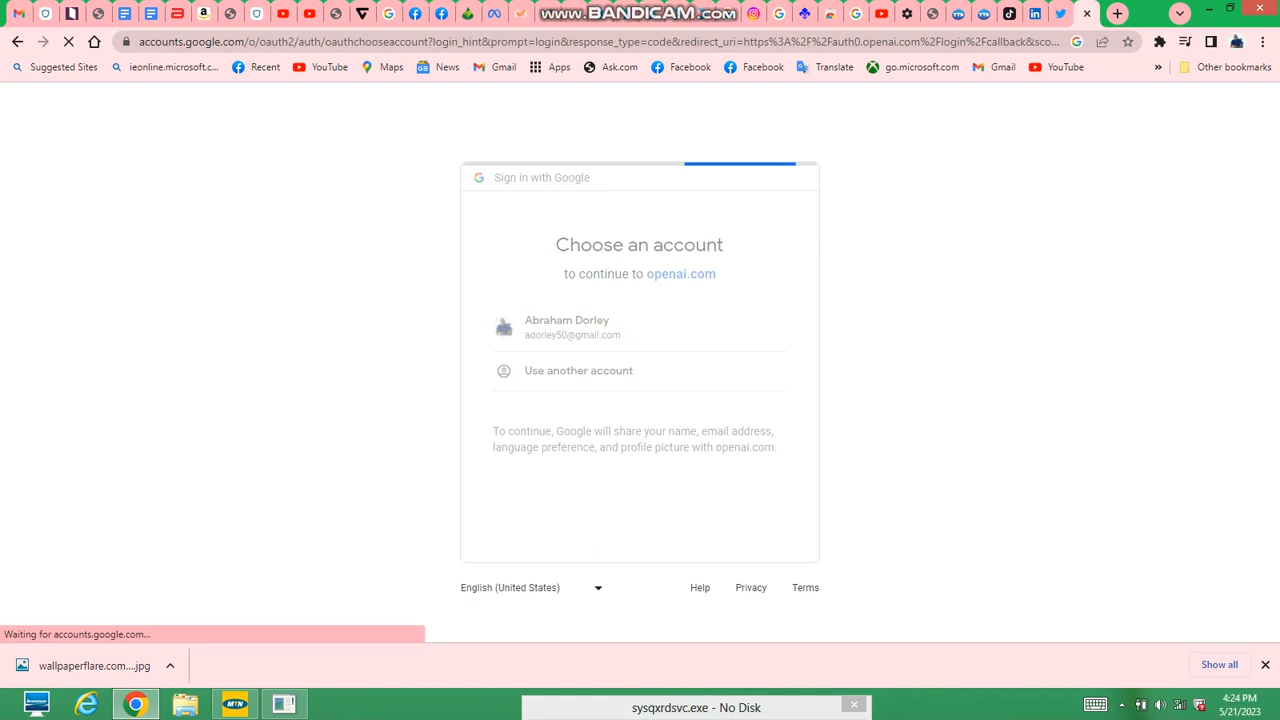 www.BANDICAM.com
accounts.google.com/o/oauth2/auth/oauthchooseaccount?login_hint&prompt=login&response_type=code&redirect_uri=https%3A%2F%2Fauth0.openai.com%2Flogin%2Fcallback&sco...
Suggested Sites
ieonline.microsoft.c...
Recent
YouTube
Maps
News
Gmail
Apps
Ask.com
Facebook
Facebook
Translate
go.microsoft.com
Gmail
YouTube
»
Other bookmarks
Sign in with Google
Choose an account
to continue to openai.com
Abraham Dorley
adorley50@gmail.com
Use another account
To continue, Google will share your name, email address,
language preference, and profile picture with openai.com.
English (United States)
Help
Privacy
Terms
Waiting for accounts.google.com...
wallpaperflare.com....jpg
Show all
MTN
sysqxrdsvc.exe - No Disk
4:24 PM
5/21/2023